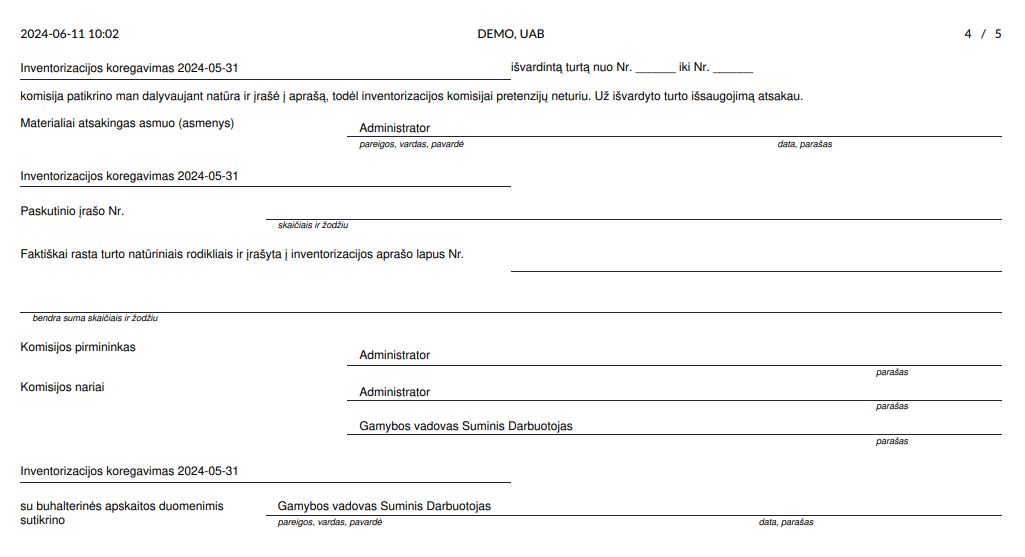 2024-06-11 10:02 DEMO, UAB 4 / 5
Inventorizacijos koregavimas 2024-05-31 išvardintą turtą nuo Nr. ______ iki Nr. ______
komisija patikrino man dalyvaujant natūra ir įrašė į aprašą, todėl inventorizacijos komisijai pretenzijų neturiu. Už išvardyto turto išsaugojimą atsakau.
Materialiai atsakingas asmuo (asmenys) Administrator
pareigos, vardas, pavardė data, parašas
Inventorizacijos koregavimas 2024-05-31
Paskutinio įrašo Nr.
skaičiais ir žodžiu
Faktiškai rasta turto natūriniais rodikliais ir įrašyta į inventorizacijos aprašo lapus Nr.
bendra suma skaičiais ir žodžiu
Komisijos pirmininkas Administrator
parašas
Komisijos nariai Administrator
parašas
Gamybos vadovas Suminis Darbuotojas
parašas
Inventorizacijos koregavimas 2024-05-31
su buhalterinės apskaitos duomenimis Gamybos vadovas Suminis Darbuotojas
sutikrino pareigos, vardas, pavardė data, parašas